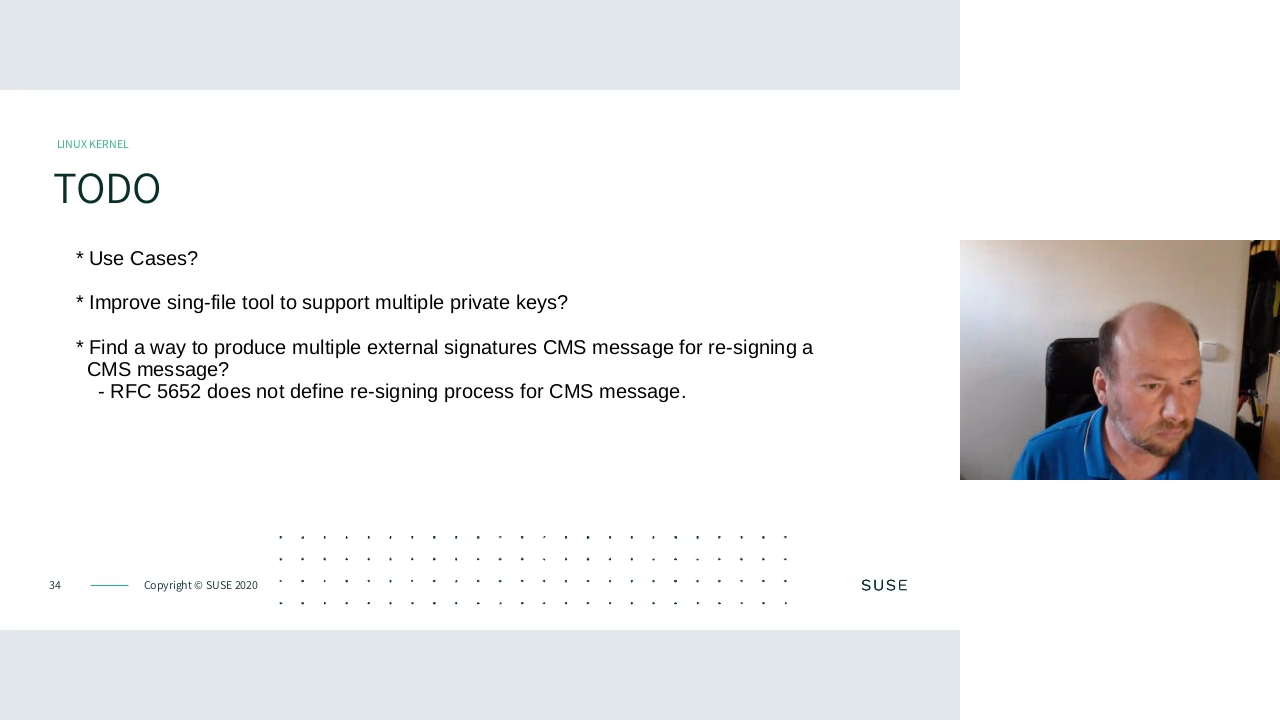 LINUX KERNEL
TODO
* Use Cases?
* Improve sing-file tool to support multiple private keys?
* Find a way to produce multiple external signatures CMS message for re-signing a
CMS message?
- RFC 5652 does not define re-signing process for CMS message.
34
Copyright © SUSE 2020
SUSE